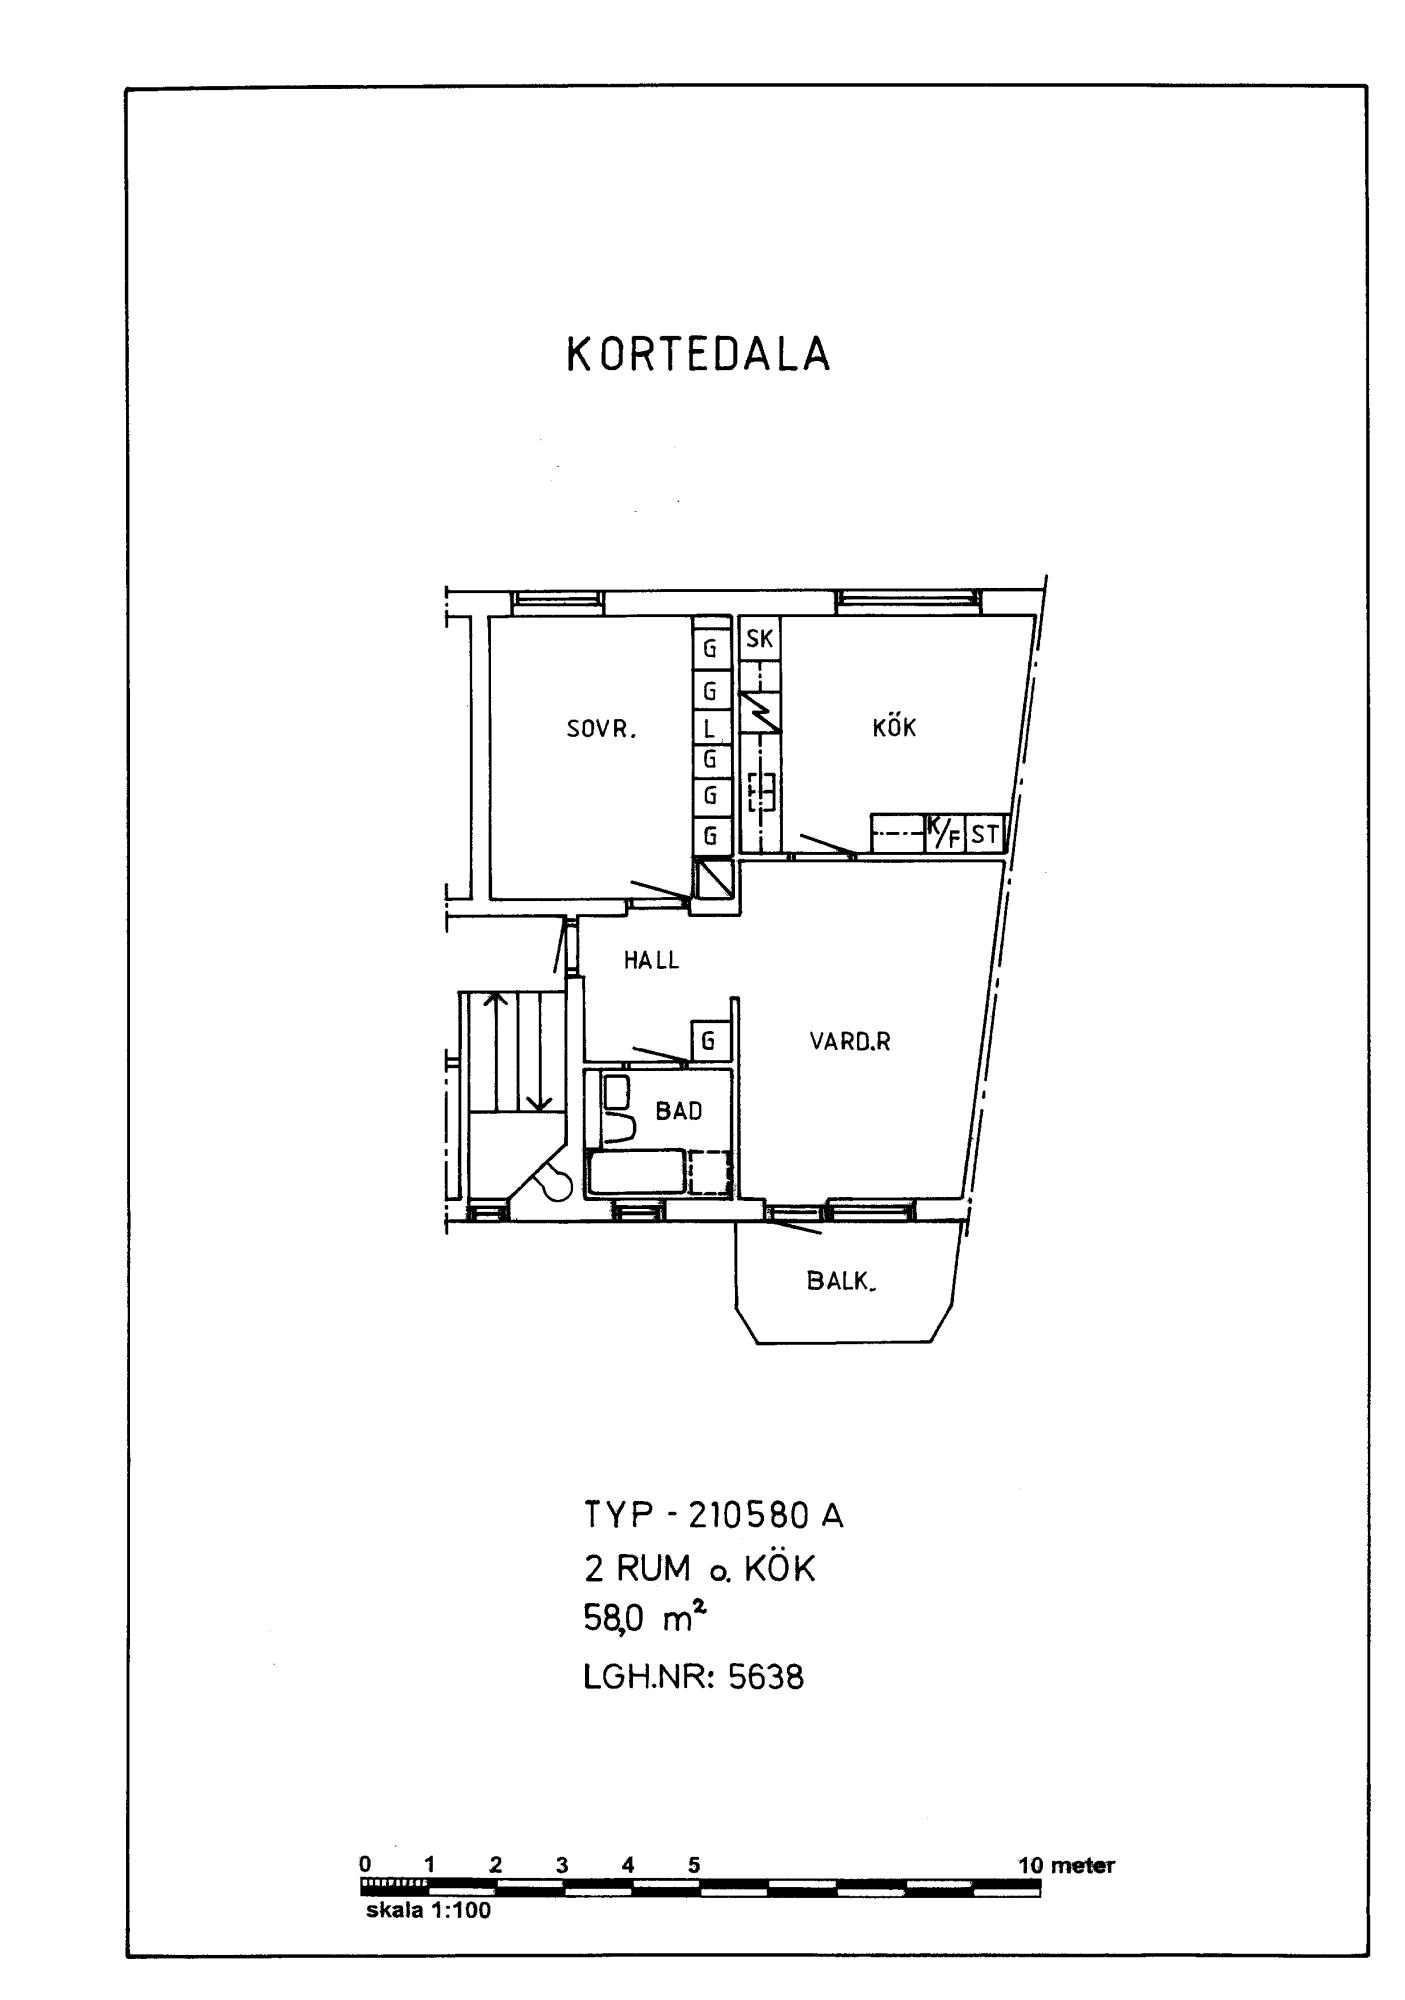 KORTEDALA
G
SK
G
SOVR.
L
KÖK
G
G
G
K/F
ST
HALL
G
VARD.R
BAD
BALK.
TYP - 210580 A
2 RUM o. KÖK
58,0 m²
LGH.NR: 5638
0 1 2 3 4 5 10 meter
skala 1:100